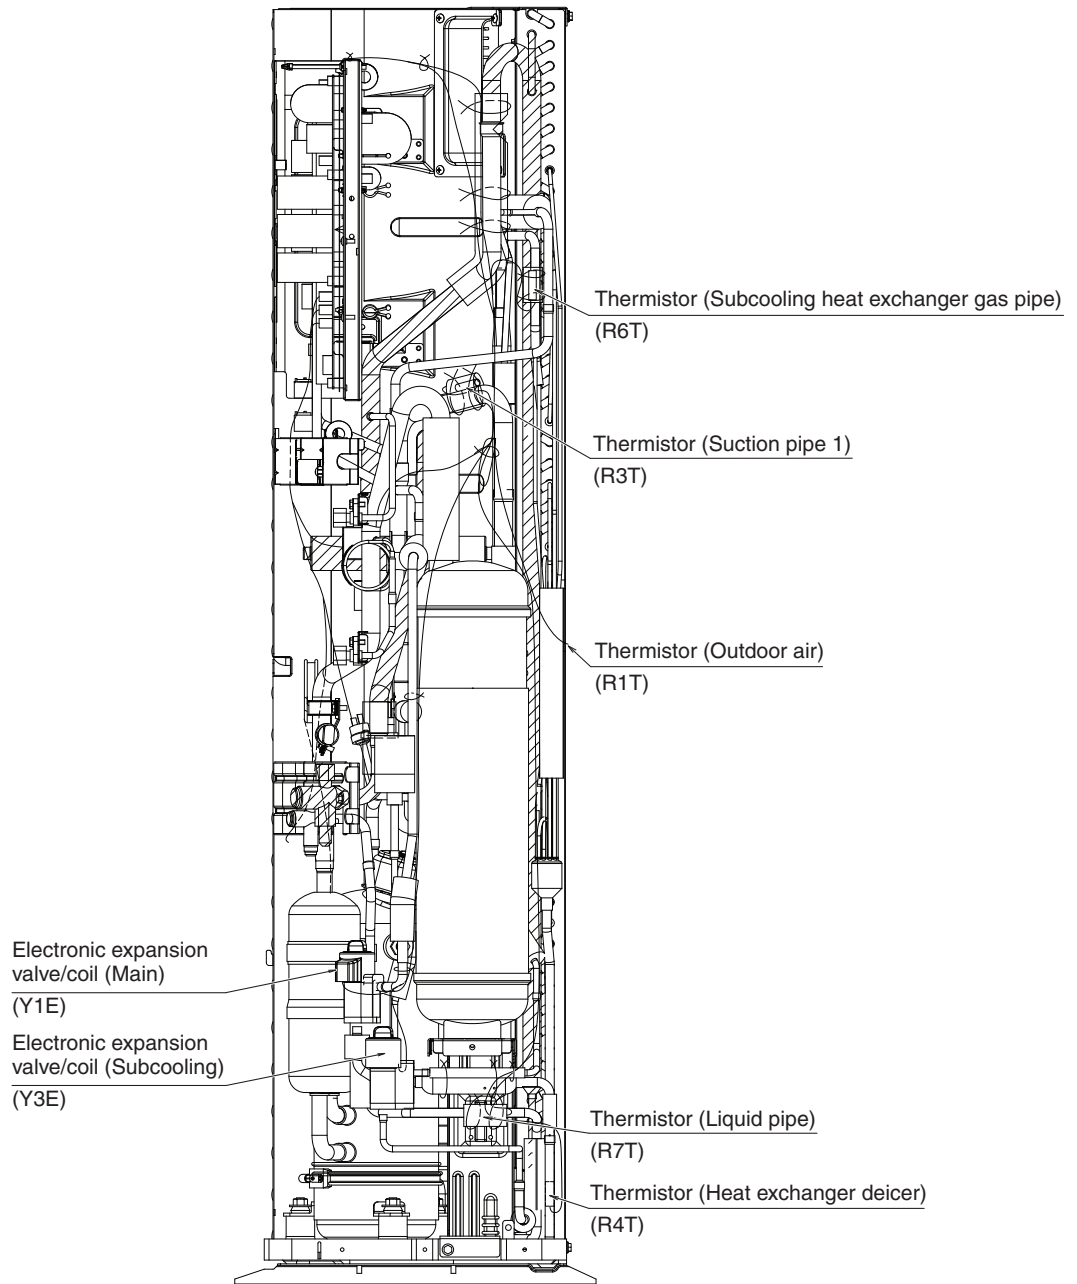 Thermistor (Subcooling heat exchanger gas pipe)
(R6T)
Thermistor (Suction pipe 1)
(R3T)
Thermistor (Outdoor air)
(R1T)
Electronic expansion
valve/coil (Main)
(Y1E)
Electronic expansion
valve/coil (Subcooling)
(Y3E)
Thermistor (Liquid pipe)
(R7T)
Thermistor (Heat exchanger deicer)
(R4T)